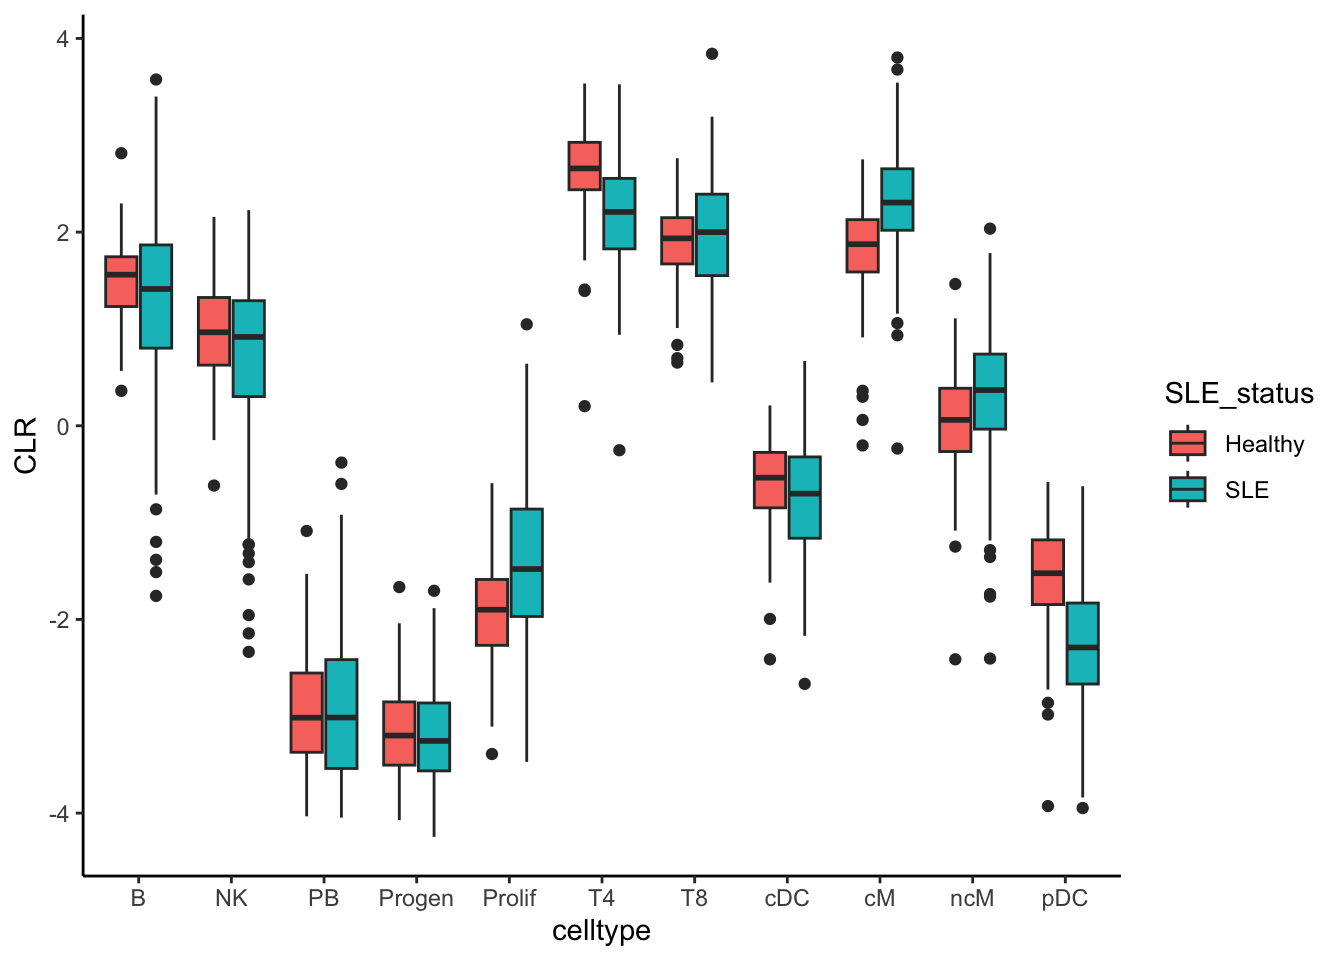 CLR
4
2
0
-2
-4
B NK PB Progen Prolif T4 T8 cDC cM ncM pDC
celltype
SLE_status
Healthy
SLE